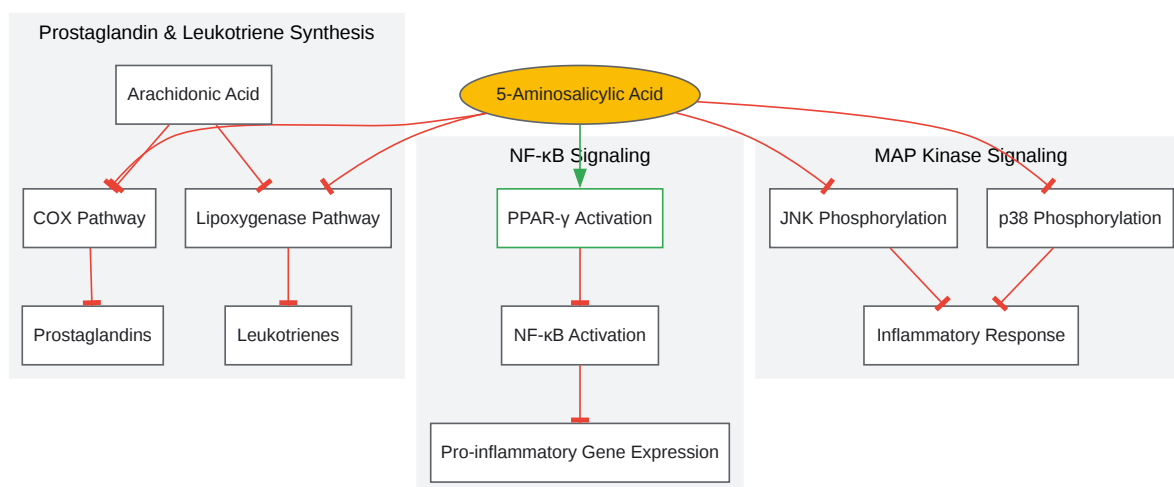 Prostaglandin & Leukotriene Synthesis
Arachidonic Acid
5-Aminosalicylic Acid
NF-κB Signaling
MAP Kinase Signaling
COX Pathway
Lipoxygenase Pathway
PPAR-γ Activation
JNK Phosphorylation
p38 Phosphorylation
Prostaglandins
Leukotrienes
NF-κB Activation
Inflammatory Response
Pro-inflammatory Gene Expression